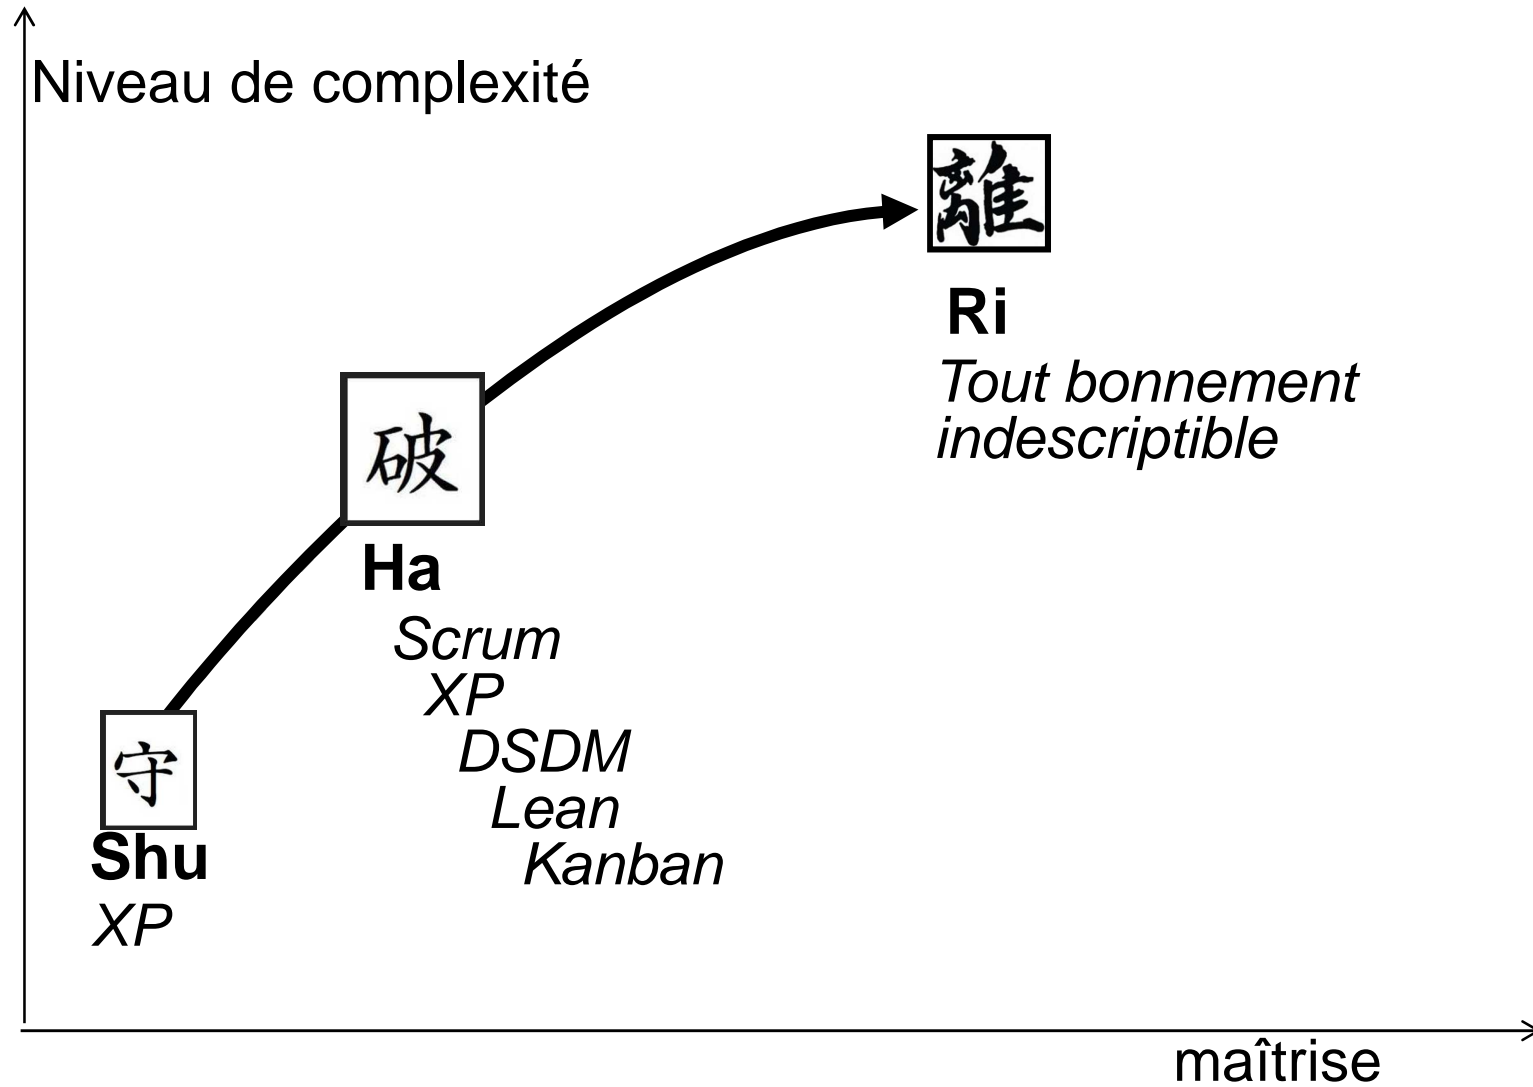 Niveau de complexité
離
Ri
Tout bonnement
indescriptible
破
Ha
Scrum
XP
DSDM
Lean
Kanban
守
Shu
XP
maîtrise